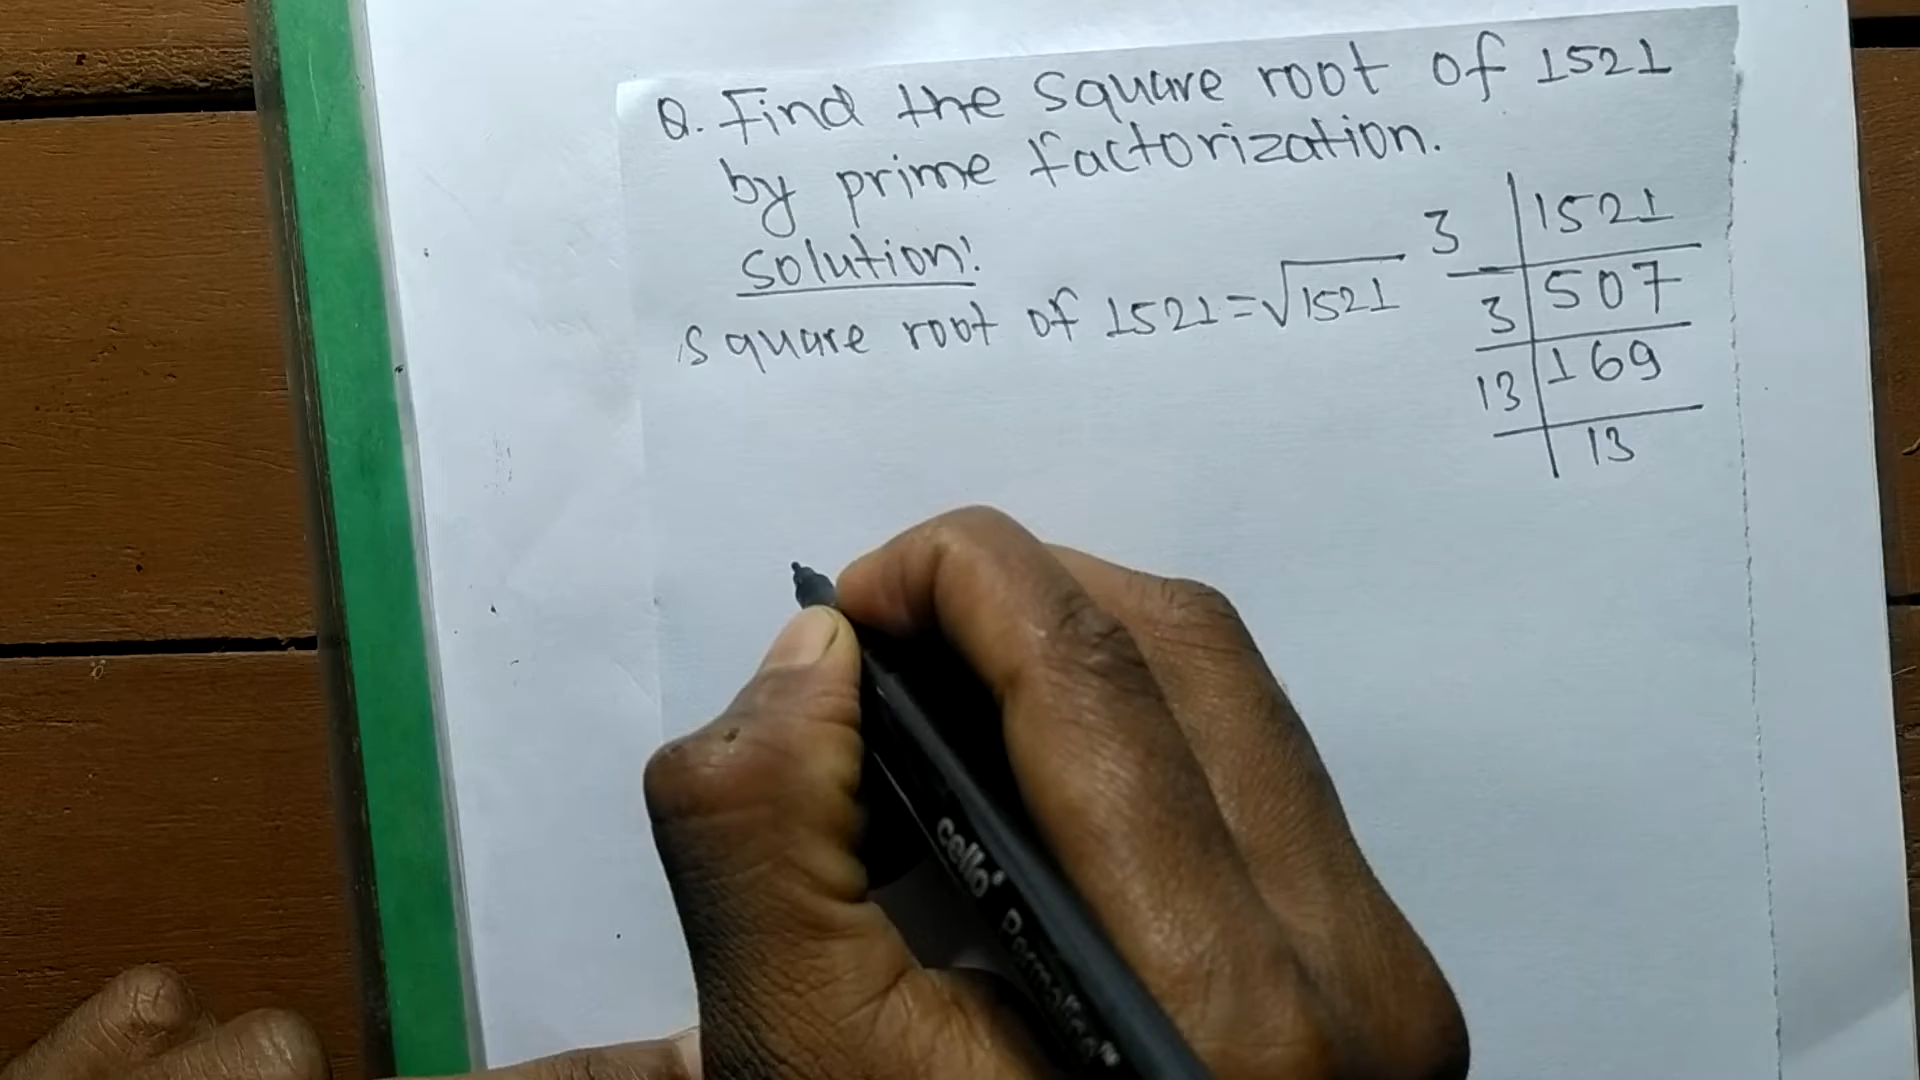 Q. Find the square root of 1521
by prime factorization.
solution:
square root of 1521 = √1521
3 | 1521
3 | 507
13 | 169
| 13
cello